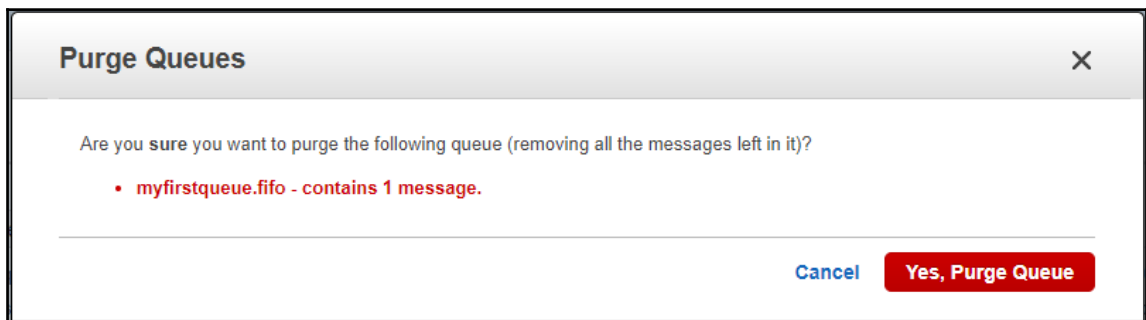 Purge Queues
Are you sure you want to purge the following queue (removing all the messages left in it)?
• myfirstqueue.fifo - contains 1 message.
Cancel
Yes, Purge Queue